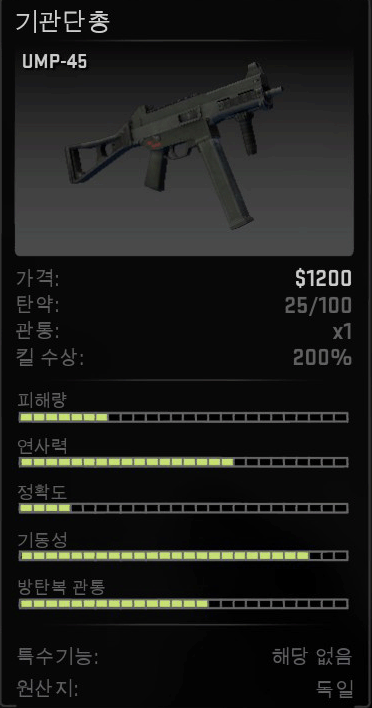 기관단총
UMP-45
가격: $1200
탄약: 25/100
관통: x1
킬 수상: 200%
피해량
연사력
정확도
기동성
방탄복 관통
특수기능: 해당 없음
원산지: 독일